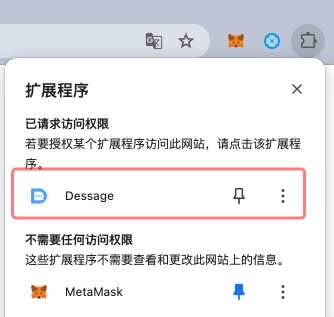 扩展程序
已请求访问权限
若要授权某个扩展程序访问此网站，请点击该扩展程
序。
Dessage
不需要任何访问权限
这些扩展程序不需要查看和更改此网站上的信息。
MetaMask